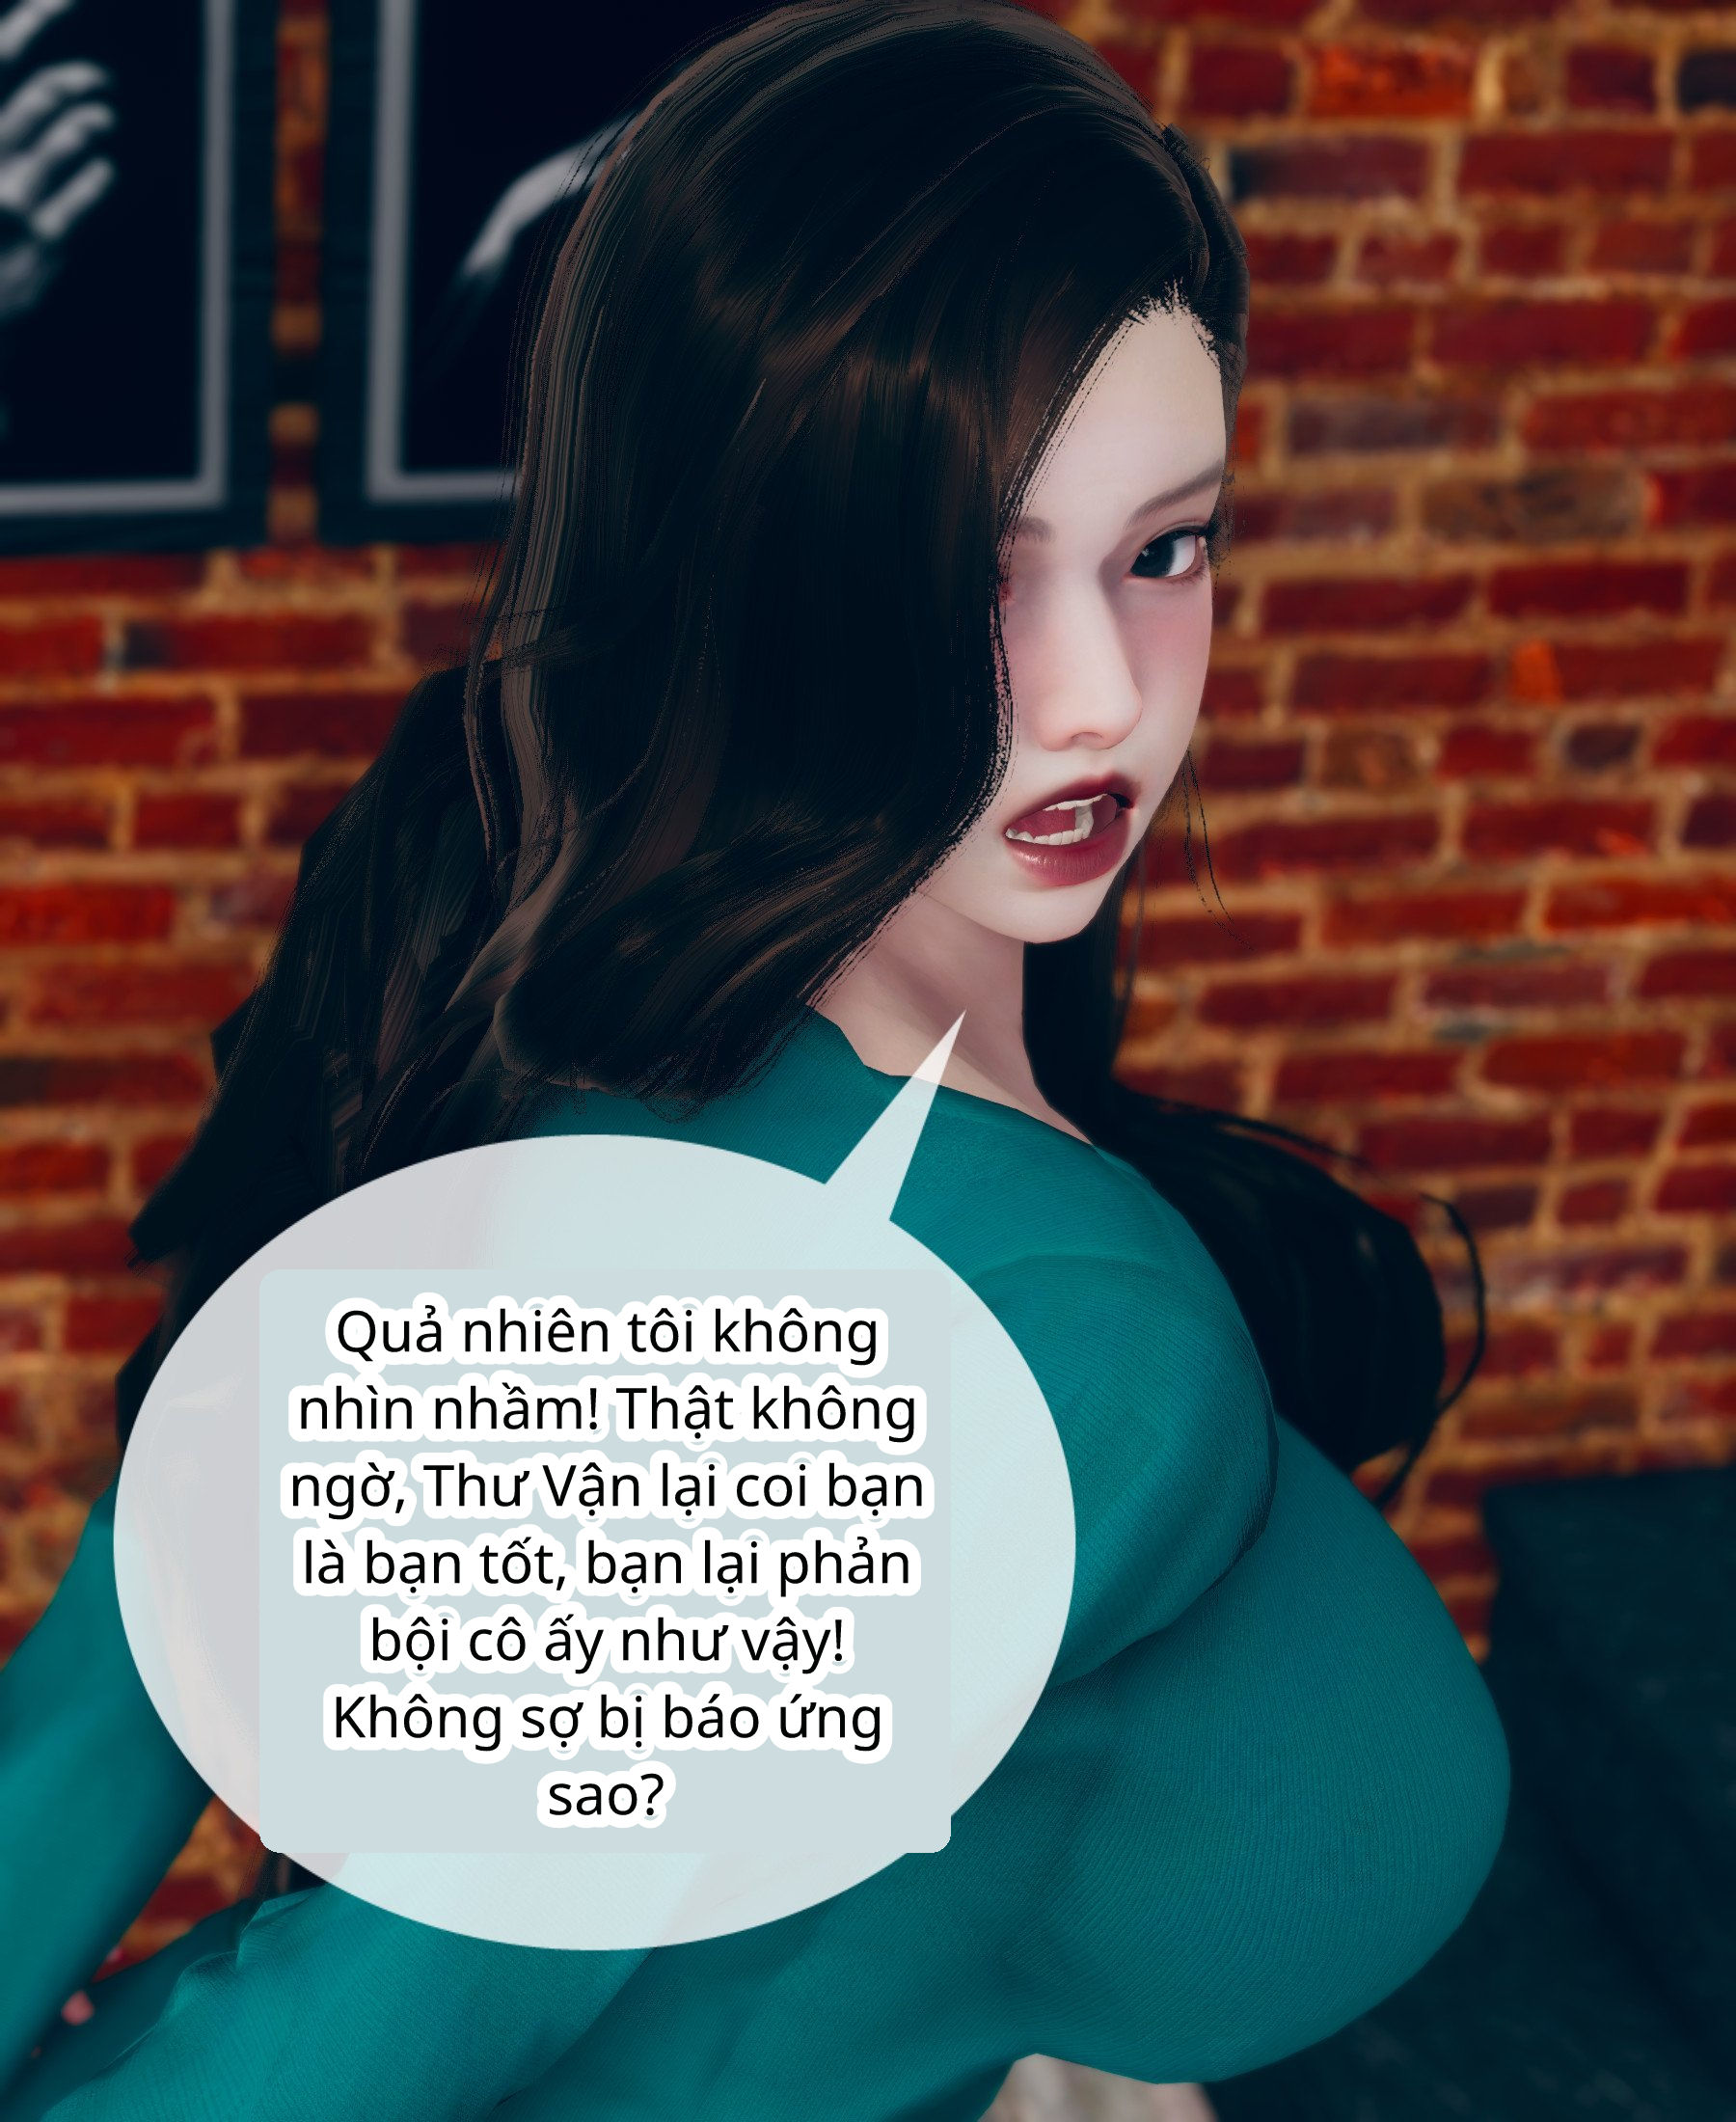 Quả nhiên tôi không
nhìn nhầm! Thật không
ngờ, Thư Vận lại coi bạn
là bạn tốt, bạn lại phản
bội cô ấy như vậy!
Không sợ bị báo ứng
sao?